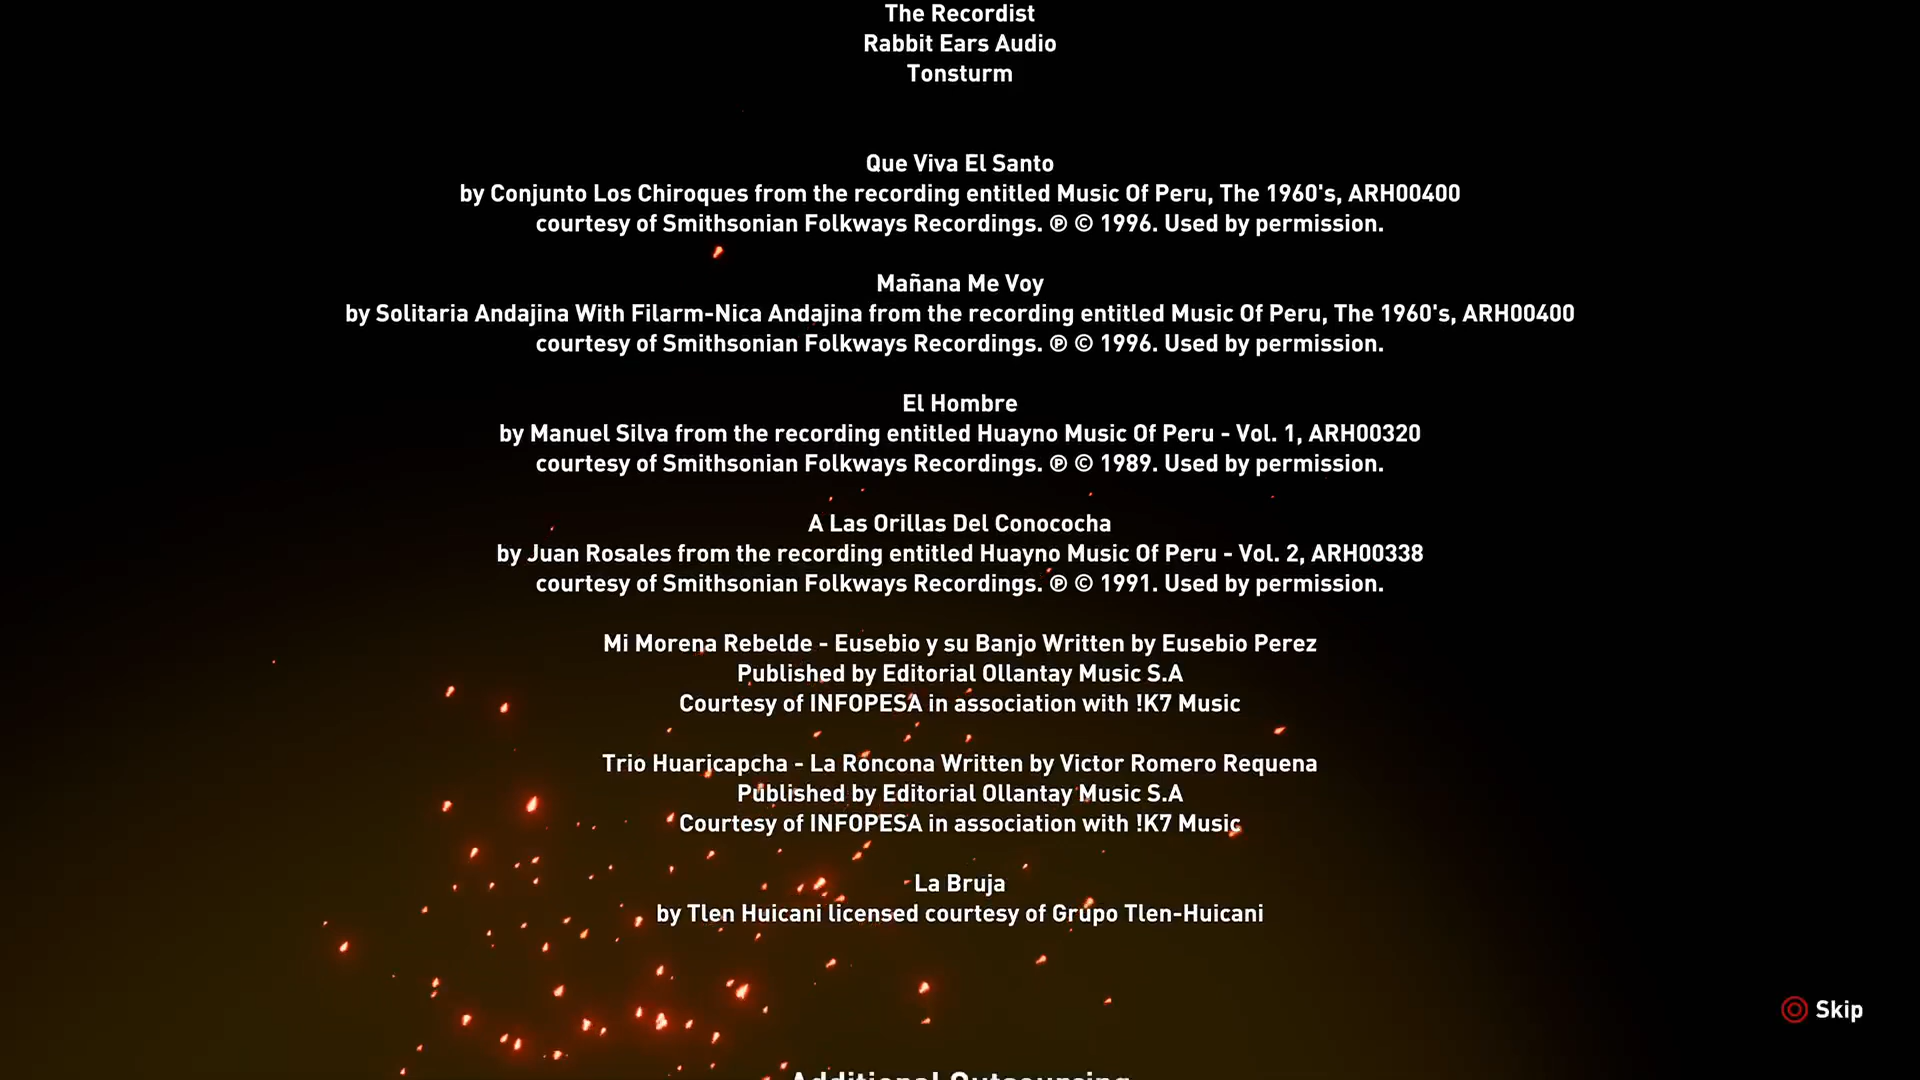 The Recordist
Rabbit Ears Audio
Tonsturm
Que Viva El Santo
by Conjunto Los Chiroques from the recording entitled Music Of Peru, The 1960's, ARH00400
courtesy of Smithsonian Folkways Recordings. ℗ © 1996. Used by permission.
Mañana Me Voy
by Solitaria Andajina With Filarm-Nica Andajina from the recording entitled Music Of Peru, The 1960's, ARH00400
courtesy of Smithsonian Folkways Recordings. ℗ © 1996. Used by permission.
El Hombre
by Manuel Silva from the recording entitled Huayno Music Of Peru - Vol. 1, ARH00320
courtesy of Smithsonian Folkways Recordings. ℗ © 1989. Used by permission.
A Las Orillas Del Conococha
by Juan Rosales from the recording entitled Huayno Music Of Peru - Vol. 2, ARH00338
courtesy of Smithsonian Folkways Recordings. ℗ © 1991. Used by permission.
Mi Morena Rebelde - Eusebio y su Banjo Written by Eusebio Perez
Published by Editorial Ollantay Music S.A
Courtesy of INFOPESA in association with !K7 Music
Trio Huaricapcha - La Roncona Written by Victor Romero Requena
Published by Editorial Ollantay Music S.A
Courtesy of INFOPESA in association with !K7 Music
La Bruja
by Tlen Huicani licensed courtesy of Grupo Tlen-Huicani
Skip
Additional Outsourcing